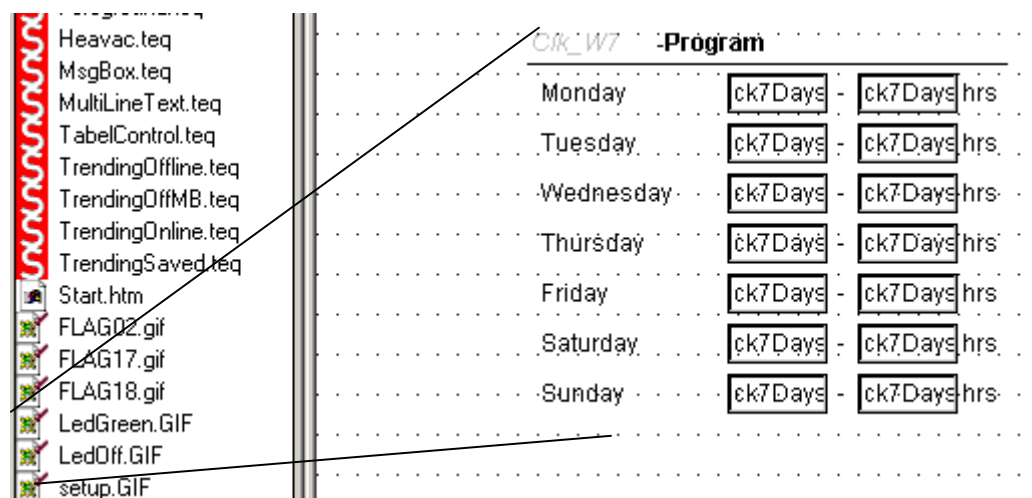 Heavac.teq
MsgBox.teq
MultiLineText.teq
TabelControl.teq
TrendingOffline.teq
TrendingOffMB.teq
TrendingOnline.teq
TrendingSaved.teq
Start.htm
FLAG02.gif
FLAG17.gif
FLAG18.gif
LedGreen.GIF
LedOff.GIF
setup.GIF
Clk_W7 -Program
Monday ck7Days - ck7Days hrs
Tuesday ck7Days - ck7Days hrs
Wednesday ck7Days - ck7Days hrs
Thursday ck7Days - ck7Days hrs
Friday ck7Days - ck7Days hrs
Saturday ck7Days - ck7Days hrs
Sunday ck7Days - ck7Days hrs